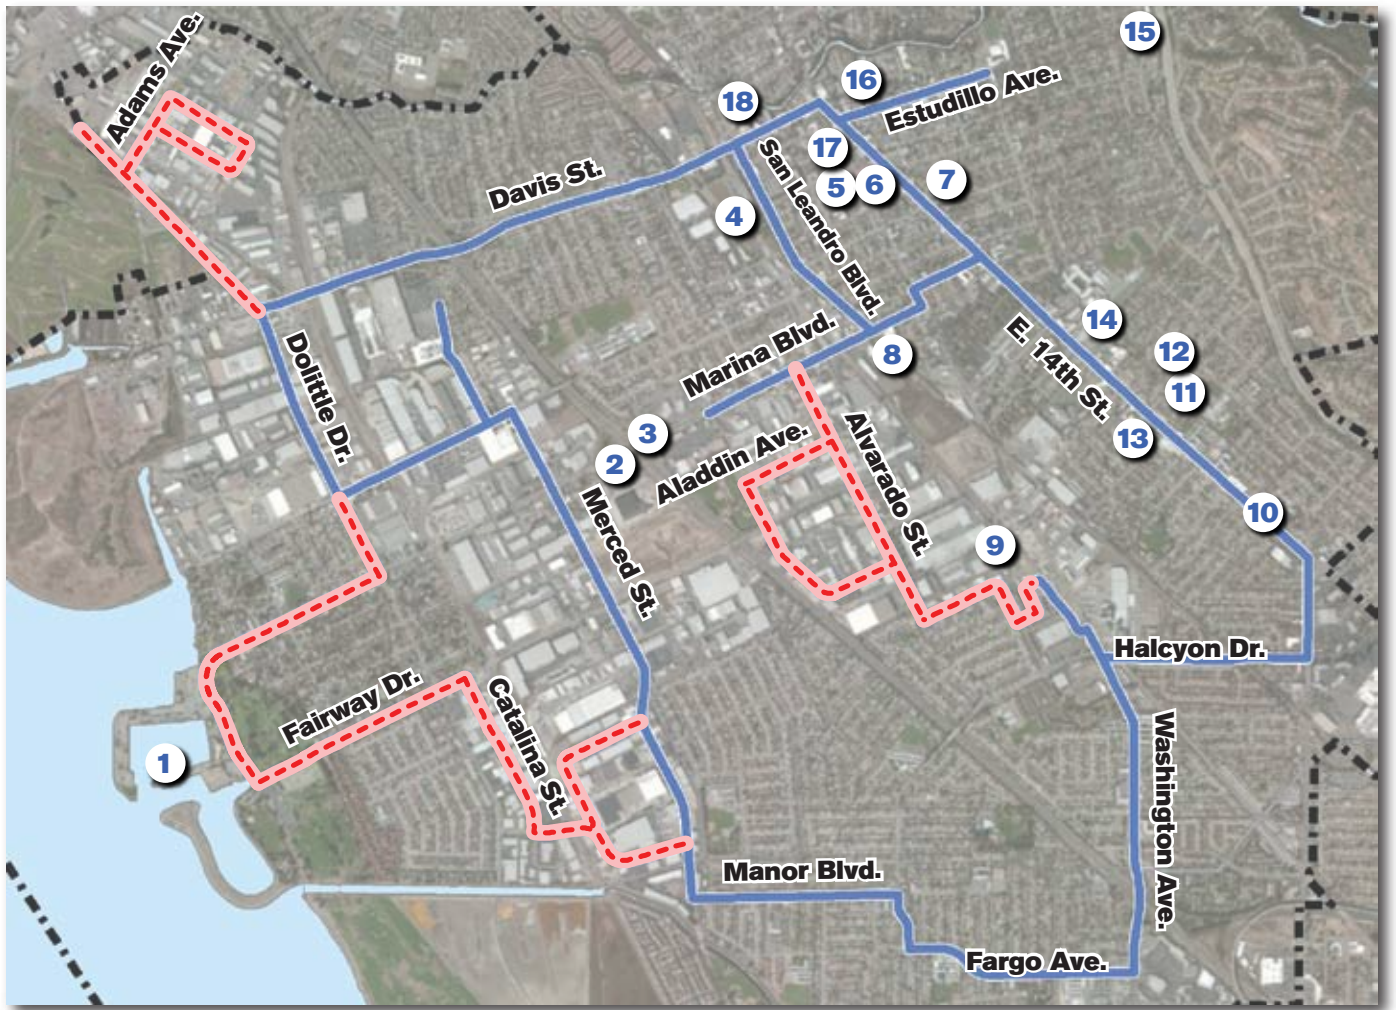 Adams Ave.
15
16
18
Estudillo Ave.
17
Davis St.
San Leandro Blvd.
5
6
7
4
Dolittle Dr.
Marina Blvd.
8
14
E. 14th St.
12
11
3
2
Aladdin Ave.
Alvarado St.
13
Merced St.
10
9
Halcyon Dr.
Fairway Dr.
Catalina St.
Washington Ave.
1
Manor Blvd.
Fargo Ave.